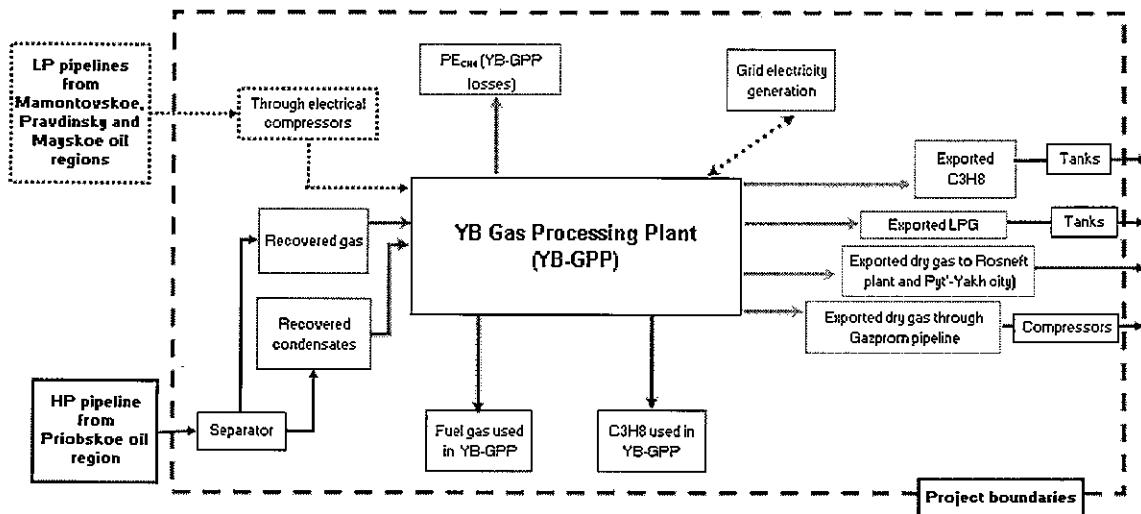 LP pipelines
from
Mamontovskoe,
Pravdinsky and
Mayskoe oil
regions
Through electrical
compressors
PE_CH4 (YB-GPP
losses)
Grid electricity
generation
Exported
C3H8
Tanks
Recovered gas
YB Gas Processing Plant
(YB-GPP)
Exported LPG
Tanks
Exported dry gas to Rosneft
plant and Pyt'-Yakh city)
Recovered
condensates
Exported dry gas through
Gazprom pipeline
Compressors
HP pipeline
from
Priobskoe oil
region
Separator
Fuel gas used
in YB-GPP
C3H8 used in
YB-GPP
Project boundaries